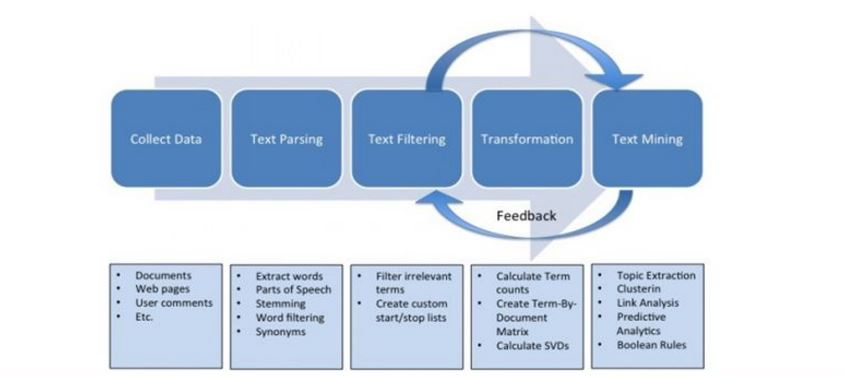 Collect Data
Text Parsing
Text Filtering
Transformation
Text Mining
Feedback
• Documents
• Web pages
• User comments
• Etc.
• Extract words
• Parts of Speech
• Stemming
• Word filtering
• Synonyms
• Filter irrelevant
terms
• Create custom
start/stop lists
• Calculate Term
counts
• Create Term-By-
Document
Matrix
• Calculate SVDs
• Topic Extraction
• Clusterin
• Link Analysis
• Predictive
Analytics
• Boolean Rules